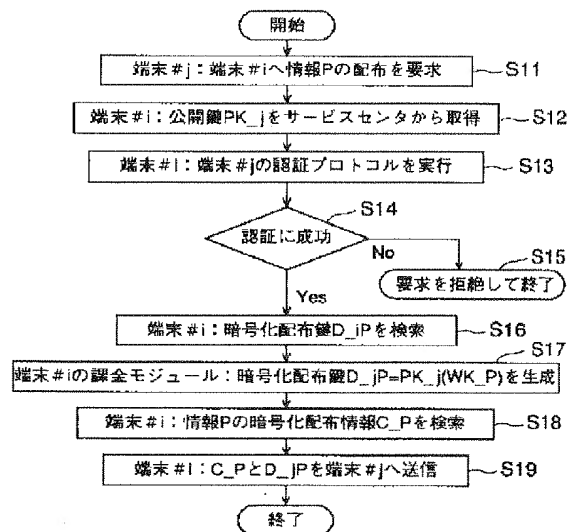 開始
端末#j:端末#iへ情報Pの配布を要求
S11
端末#i:公開鍵PK_jをサービスセンタから取得
S12
端末#i:端末#jの認証プロトコルを実行
S13
認証に成功
S14
No
S15
要求を拒絶して終了
Yes
端末#i:暗号化配布鍵D_iPを検索
S16
S17
端末#iの課金モジュール:暗号化配布鍵D_jP=PK_j(WK_P)を生成
端末#i:情報Pの暗号化配布情報C_Pを検索
S18
端末#i:C_PとD_jPを端末#jへ送信
S19
終了